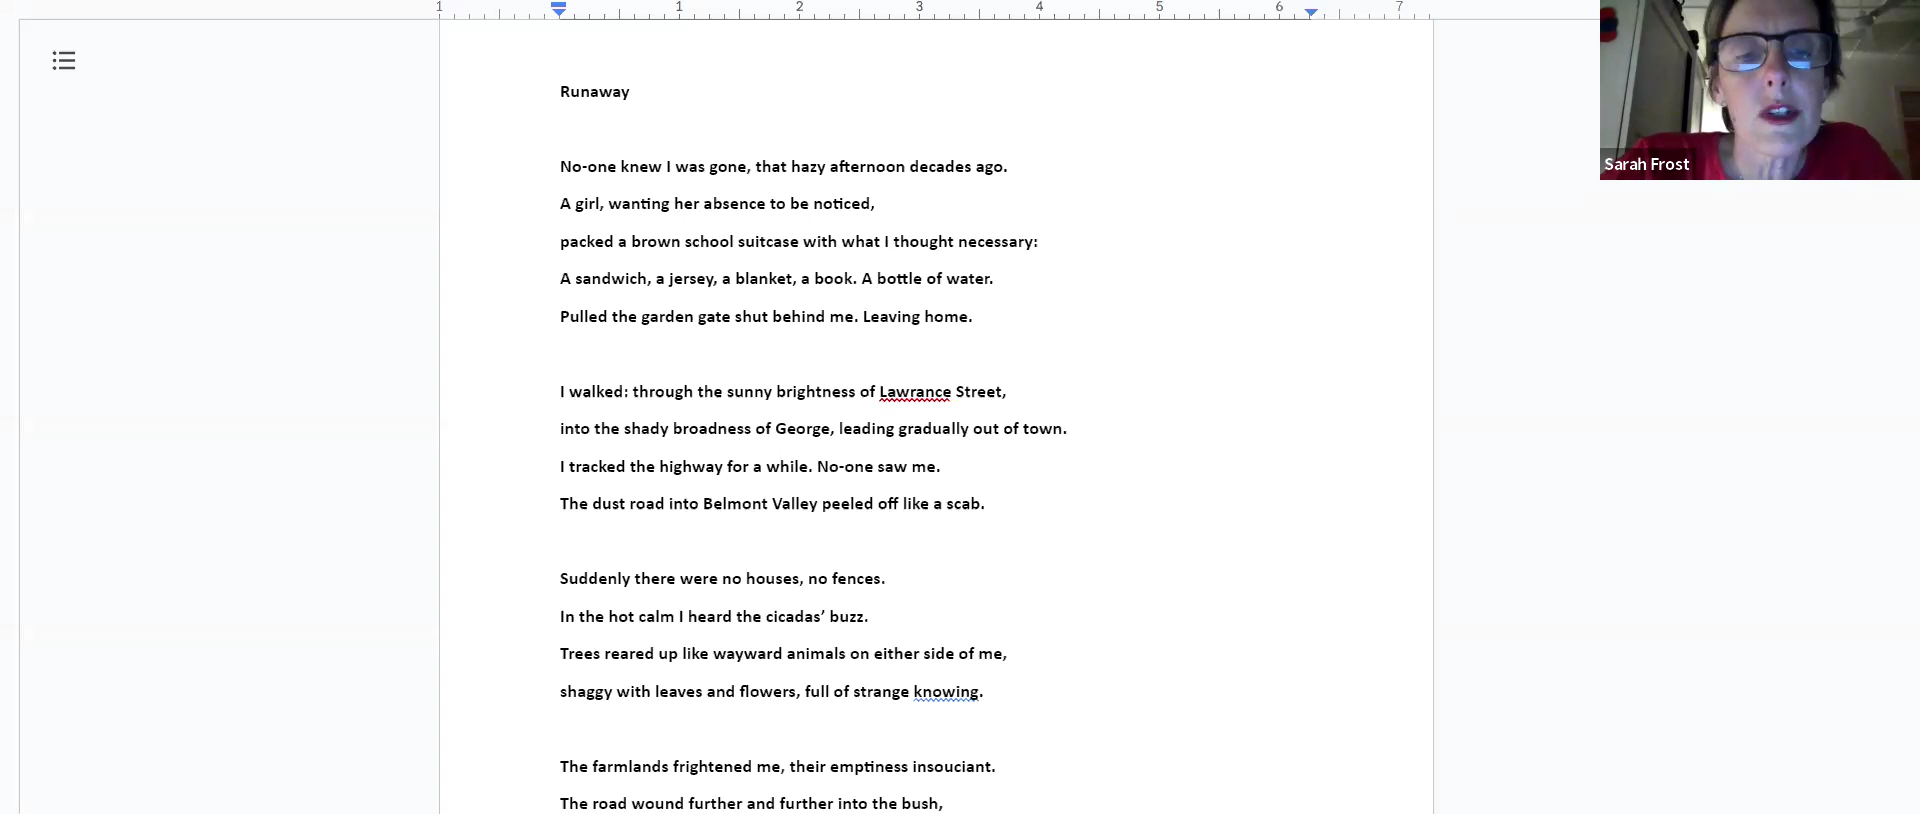 1 1 2 3 4 5 6 7
Runaway
No-one knew I was gone, that hazy afternoon decades ago.
A girl, wanting her absence to be noticed,
packed a brown school suitcase with what I thought necessary:
A sandwich, a jersey, a blanket, a book. A bottle of water.
Pulled the garden gate shut behind me. Leaving home.
I walked: through the sunny brightness of Lawrance Street,
into the shady broadness of George, leading gradually out of town.
I tracked the highway for a while. No-one saw me.
The dust road into Belmont Valley peeled off like a scab.
Suddenly there were no houses, no fences.
In the hot calm I heard the cicadas’ buzz.
Trees reared up like wayward animals on either side of me,
shaggy with leaves and flowers, full of strange knowing.
The farmlands frightened me, their emptiness insouciant.
The road wound further and further into the bush,
Sarah Frost